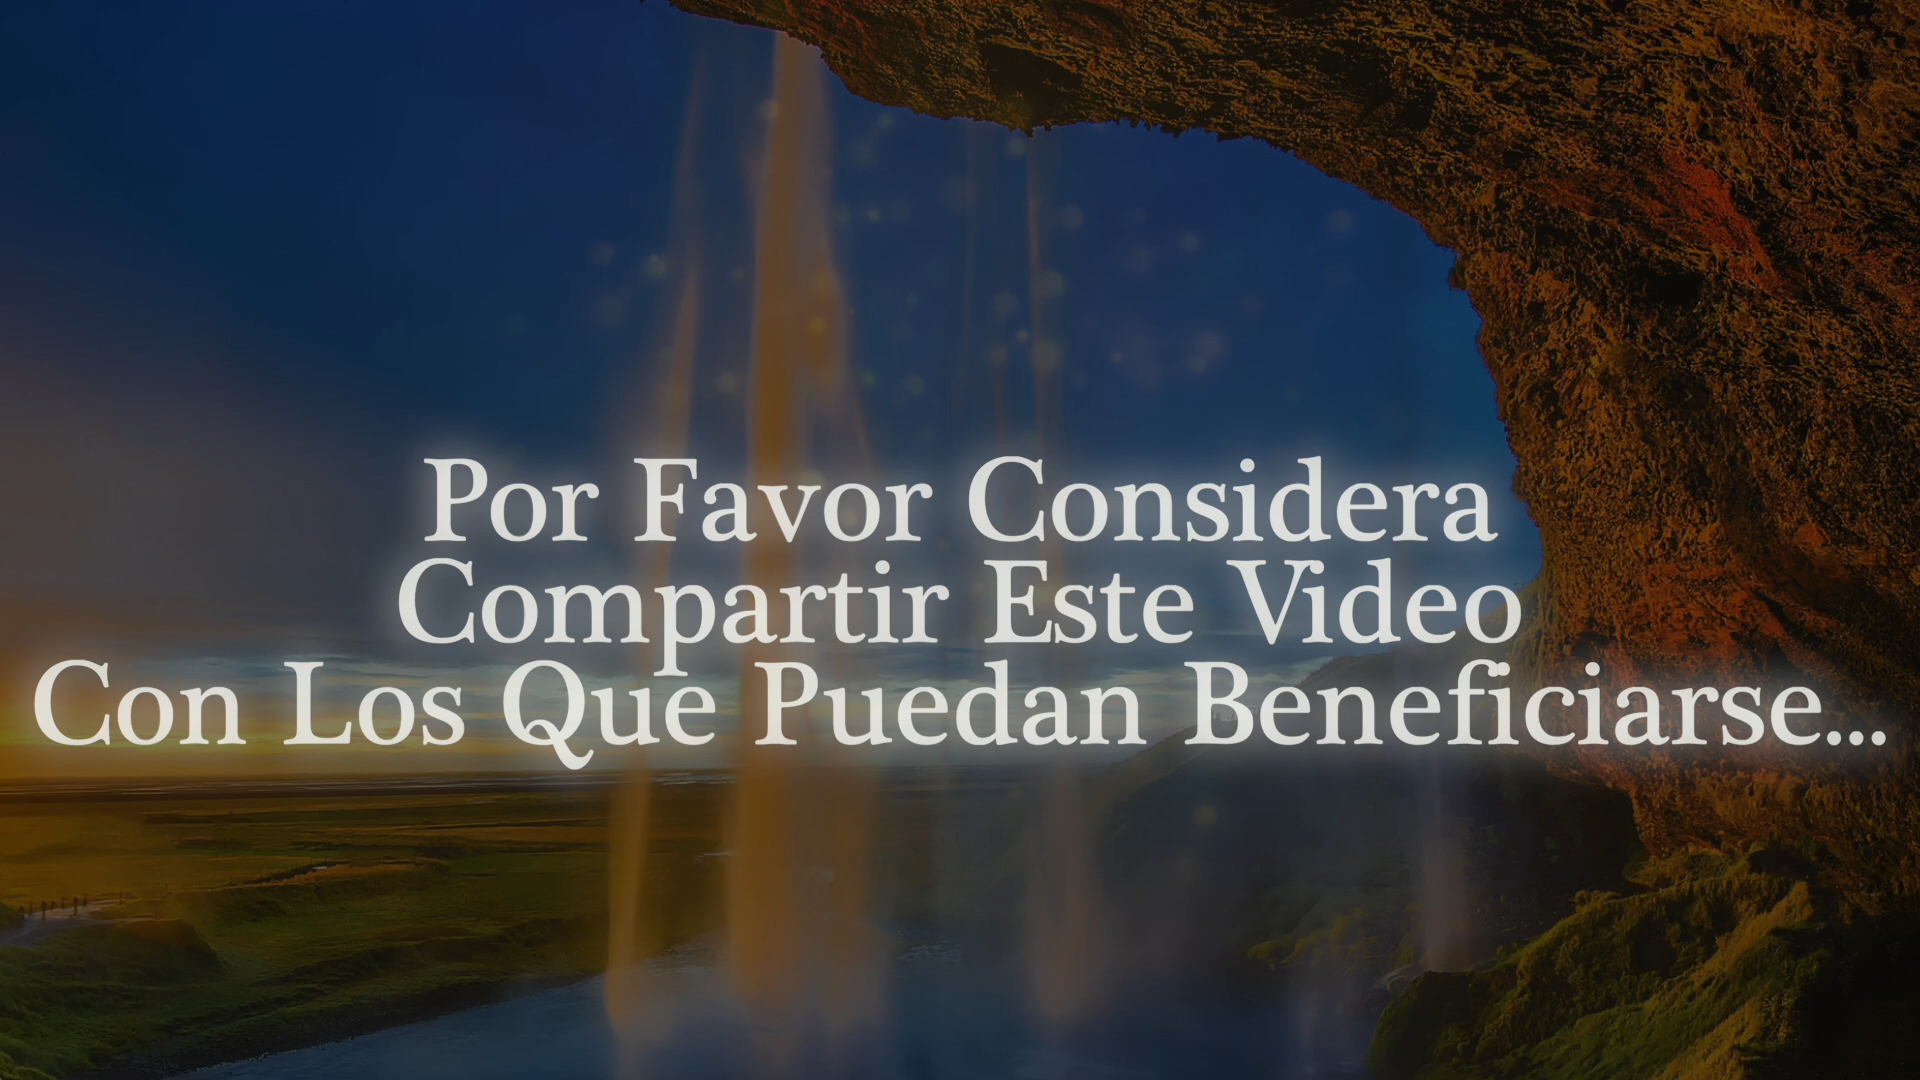 Por Favor Considera
Compartir Este Video
Con Los Que Puedan Beneficiarse...